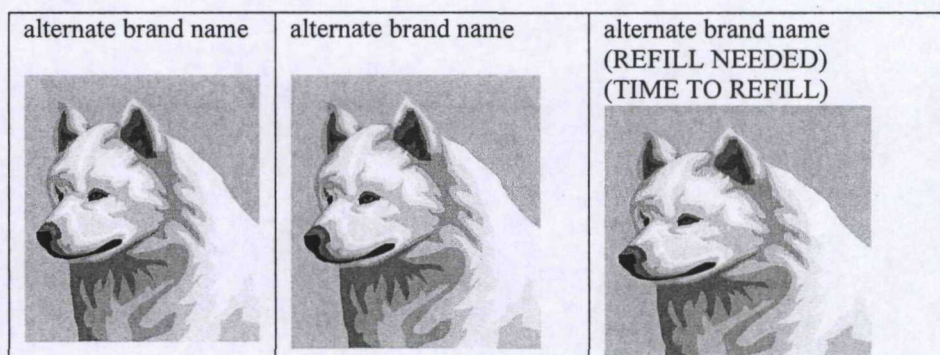 alternate brand name
alternate brand name
alternate brand name
(REFILL NEEDED)
(TIME TO REFILL)